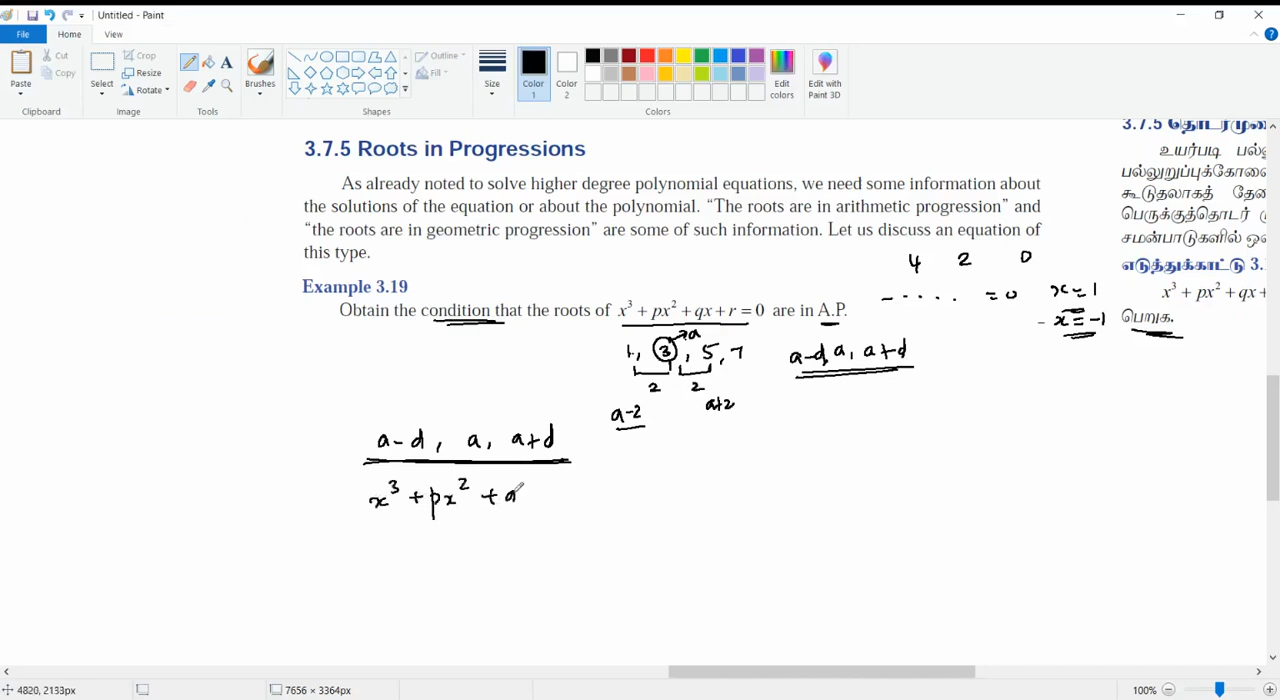 Untitled - Paint
File Home View
Paste Cut Copy Clipboard
Select Crop Resize Rotate Image
Tools
Brushes
Outline Fill Shapes
Size
Color 1 Color 2 Edit colors Edit with Paint 3D Colors
3.7.5 Roots in Progressions
As already noted to solve higher degree polynomial equations, we need some information about
the solutions of the equation or about the polynomial. “The roots are in arithmetic progression” and
“the roots are in geometric progression” are some of such information. Let us discuss an equation of
this type.
4 2 0
Example 3.19
- . . . . = 0 x = 1
Obtain the condition that the roots of x³ + px² + qx + r = 0 are in A.P.
- x = -1
→a
1, 3, 5, 7 a-d, a, a+d
2 2
a-2 a+2
a-d, a, a+d
x³ + px² + q
3.7.5
உயர்படி
பல்லுறுப்புக்கோவை
கூடுதலாகத்
பெருக்குத்தொடர்
சமன்பாடுகளில்
எடுத்துக்காட்டு 3.
x³ + px² + qx +
பெறுக.
4820, 2133px 7656 × 3364px 100%